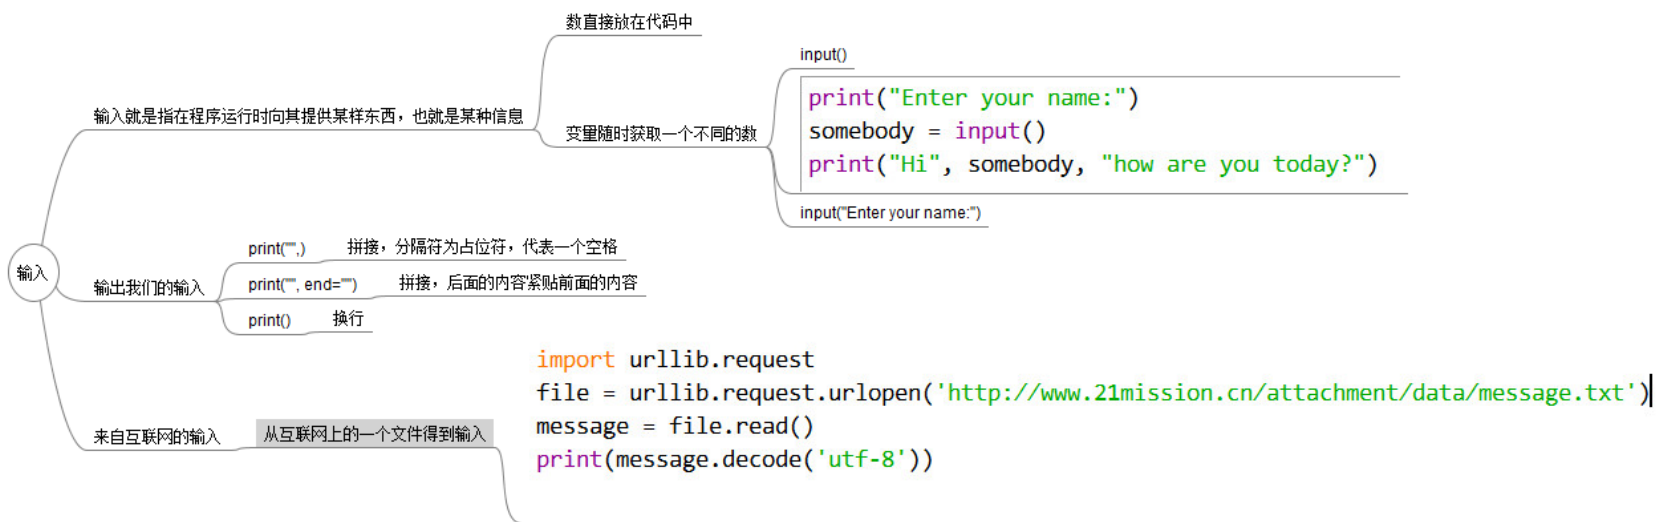 输入
输入就是指在程序运行时向其提供某样东西，也就是某种信息
数直接放在代码中
变量随时获取一个不同的数
input()
print("Enter your name:")
somebody = input()
print("Hi", somebody, "how are you today?")
input("Enter your name:")
输出我们的输入
print("",)
拼接，分隔符为占位符，代表一个空格
print("", end="")
拼接，后面的内容紧贴前面的内容
print()
换行
来自互联网的输入
从互联网上的一个文件得到输入
import urllib.request
file = urllib.request.urlopen('http://www.21mission.cn/attachment/data/message.txt')
message = file.read()
print(message.decode('utf-8'))